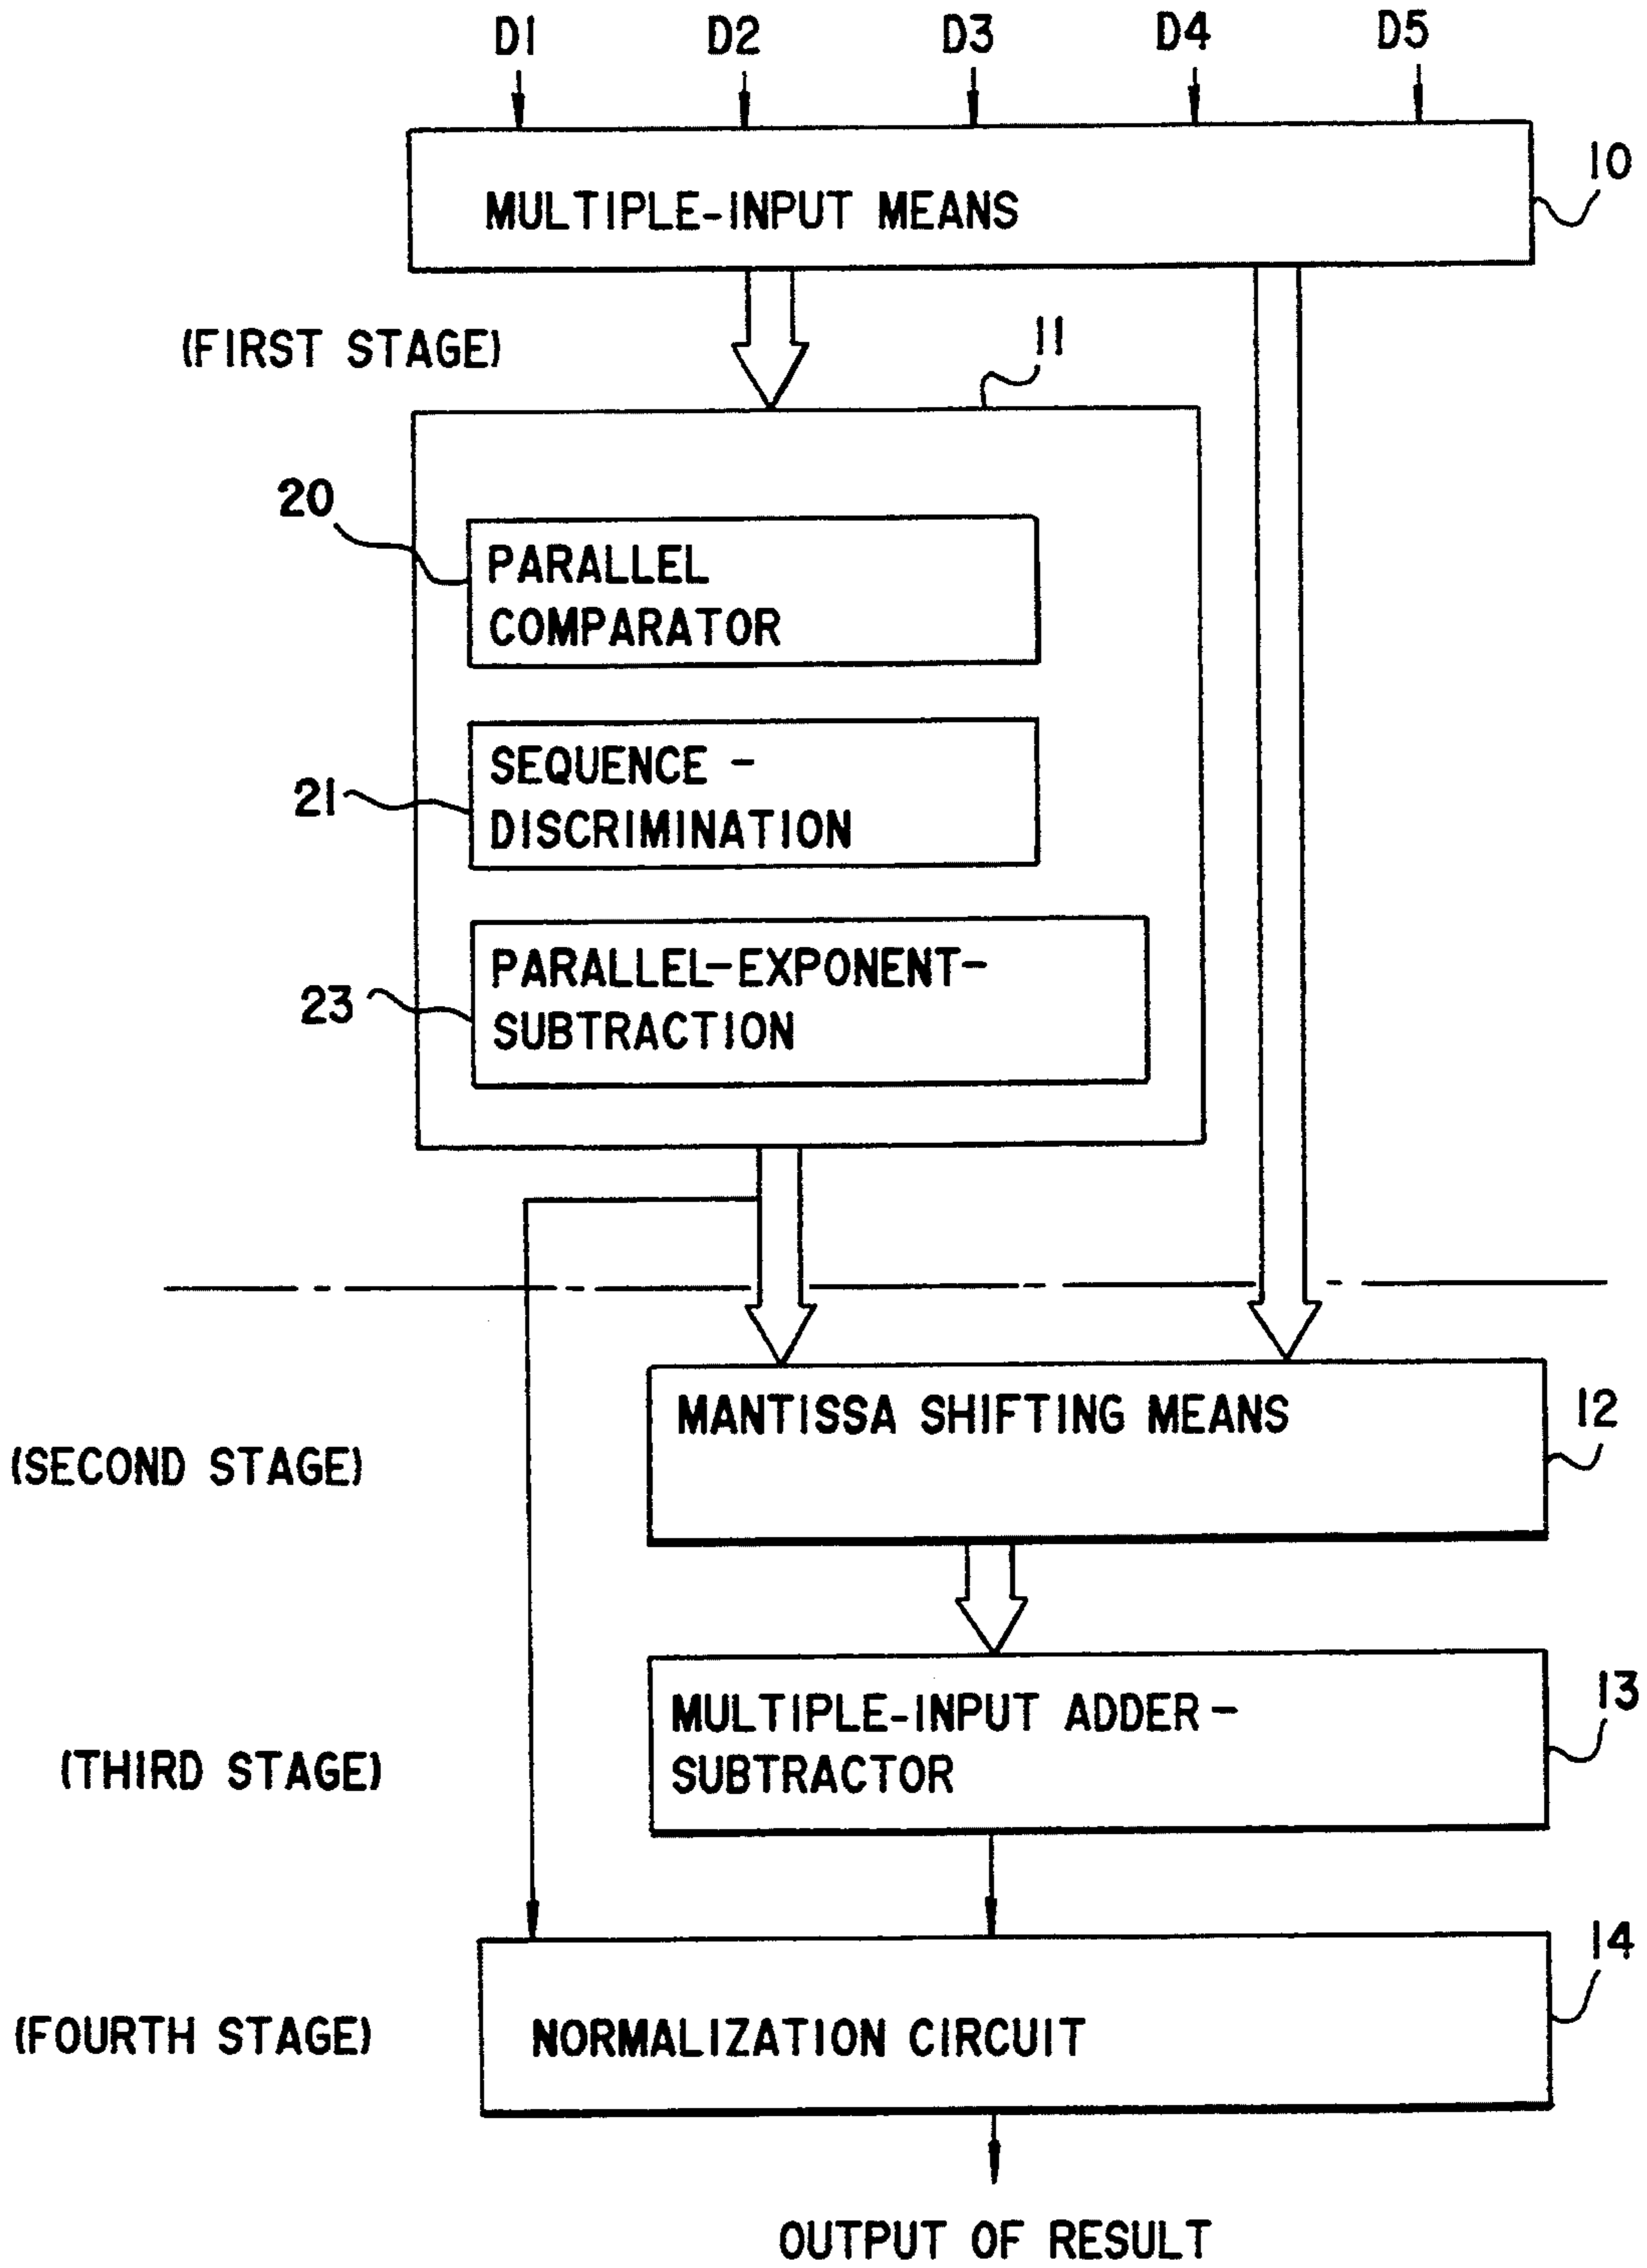 D1 D2 D3 D4 D5
MULTIPLE-INPUT MEANS
10
(FIRST STAGE)
11
20
PARALLEL
COMPARATOR
21
SEQUENCE -
DISCRIMINATION
23
PARALLEL-EXPONENT-
SUBTRACTION
MANTISSA SHIFTING MEANS
12
(SECOND STAGE)
MULTIPLE-INPUT ADDER-
SUBTRACTOR
13
(THIRD STAGE)
14
(FOURTH STAGE)
NORMALIZATION CIRCUIT
OUTPUT OF RESULT